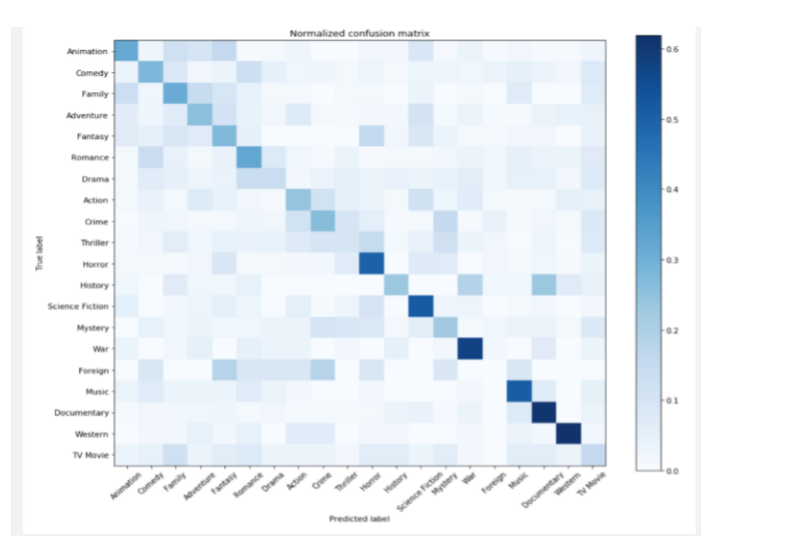 Normalized confusion matrix
Animation
Comedy
Family
Adventure
Fantasy
Romance
Drama
Action
Crime
Thriller
Horror
History
Science Fiction
Mystery
War
Foreign
Music
Documentary
Western
TV Movie
True label
Animation
Comedy
Family
Adventure
Fantasy
Romance
Drama
Action
Crime
Thriller
Horror
History
Science Fiction
Mystery
War
Foreign
Music
Documentary
Western
TV Movie
Predicted label
0.6
0.5
0.4
0.3
0.2
0.1
0.0